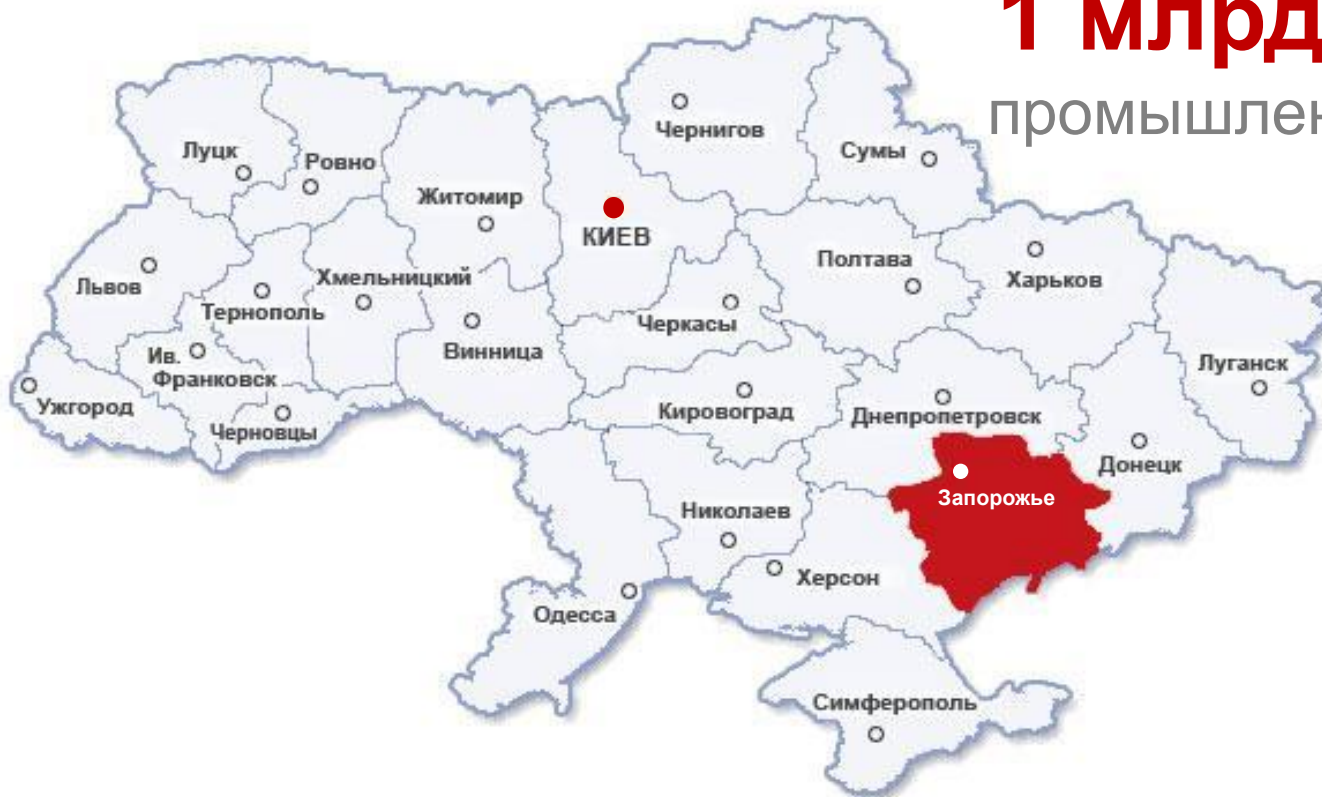 1 млрд
промышлен
Чернигов
Сумы
Луцк
Ровно
Житомир
КИЕВ
Полтава
Харьков
Львов
Тернополь
Хмельницкий
Черкасы
Винница
Ив.
Франковск
Луганск
Ужгород
Черновцы
Кировоград
Днепропетровск
Донецк
Запорожье
Николаев
Херсон
Одесса
Симферополь